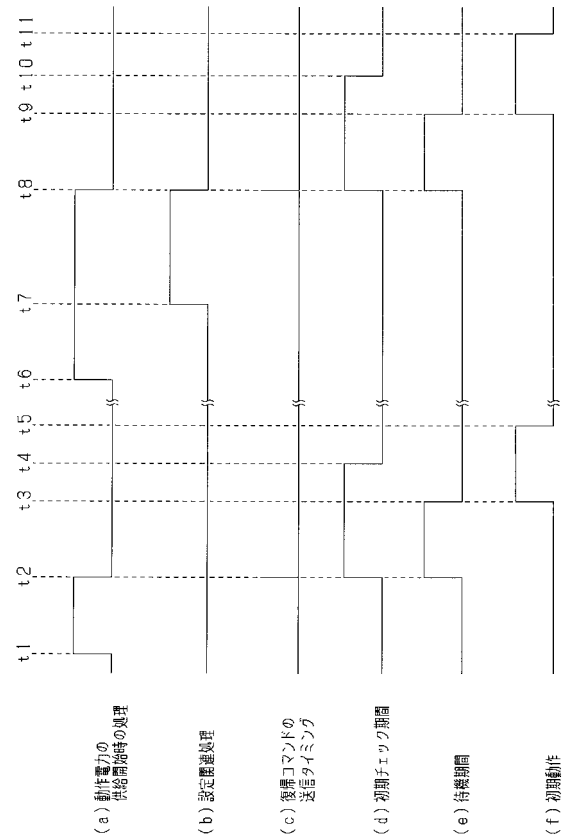 t1 t2 t3 t4 t5 t6 t7 t8 t9 t10 t11
(a) 動作電力の
供給開始時の処理
(b) 設定関連処理
(c) 復帰コマンドの
送信タイミング
(d) 初期チェック期間
(e) 待機期間
(f) 初期動作